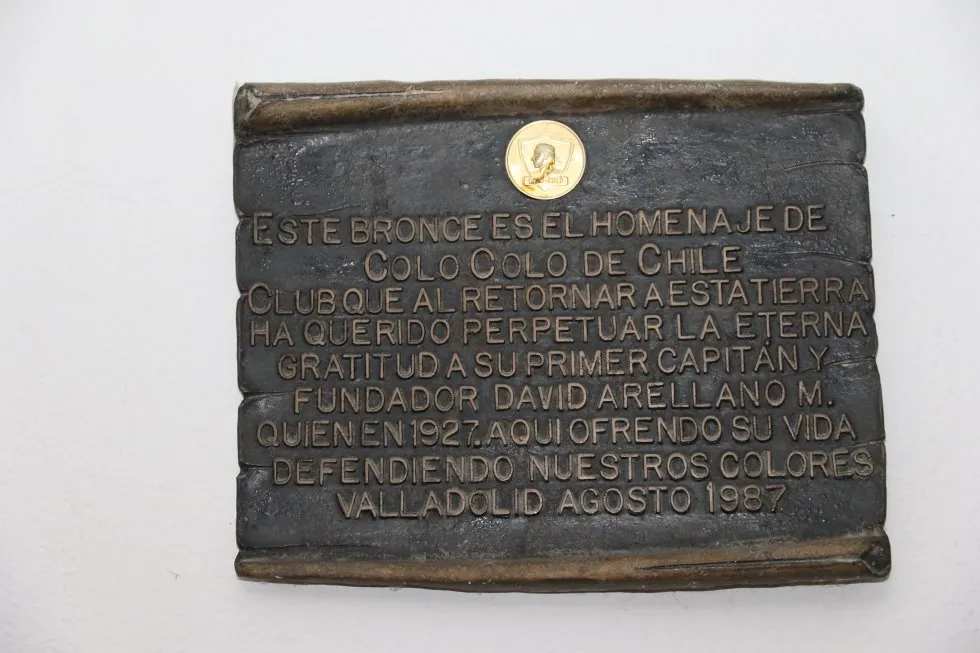 ESTE BRONCE ES EL HOMENAJE DE
COLO COLO DE CHILE
CLUB QUE AL RETORNAR A ESTA TIERRA
HA QUERIDO PERPETUAR LA ETERNA
GRATITUD A SU PRIMER CAPITÁN Y
FUNDADOR DAVID ARELLANO M.
QUIEN EN 1927. AQUI OFRENDO SU VIDA
DEFENDIENDO NUESTROS COLORES
VALLADOLID AGOSTO 1987